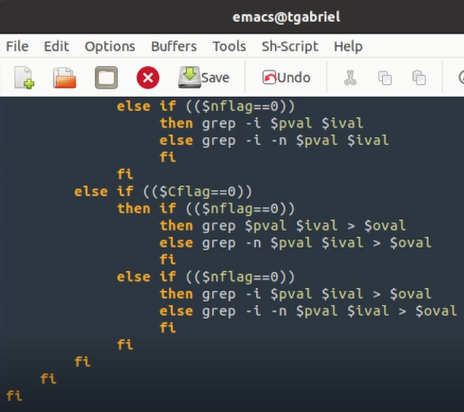 emacs@tgabriel
File Edit Options Buffers Tools Sh-Script Help
Save Undo
else if (($nflag==0))
then grep -i $pval $ival
else grep -i -n $pval $ival
fi
fi
else if (($Cflag==0))
then if (($nflag==0))
then grep $pval $ival > $oval
else grep -n $pval $ival > $oval
fi
else if (($nflag==0))
then grep -i $pval $ival > $oval
else grep -i -n $pval $ival > $oval
fi
fi
fi
fi
fi